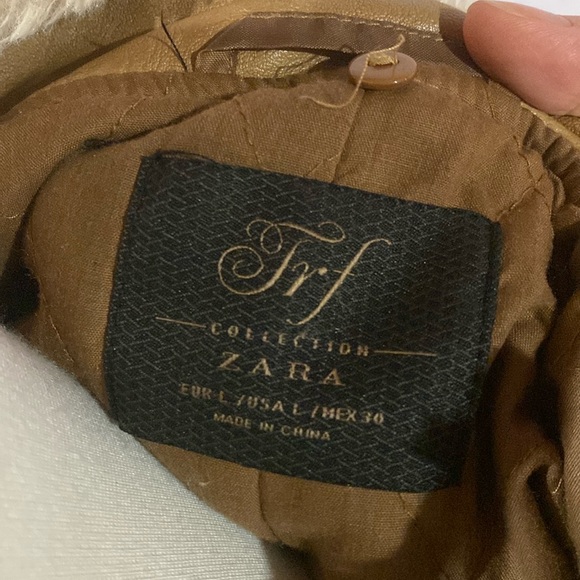 Trf
COLLECTION
ZARA
EUR L /USA L /MEX 30
MADE IN CHINA